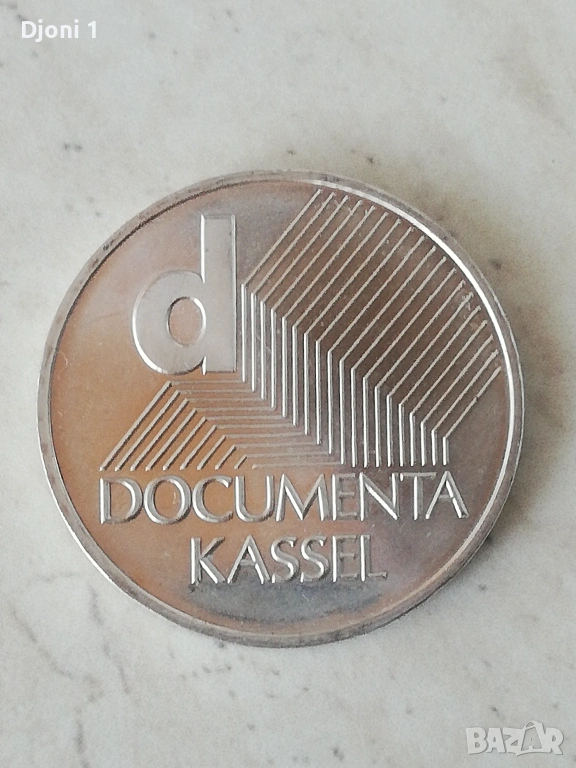 Djoni 1
d
DOCUMENTA
KASSEL
BAZAR